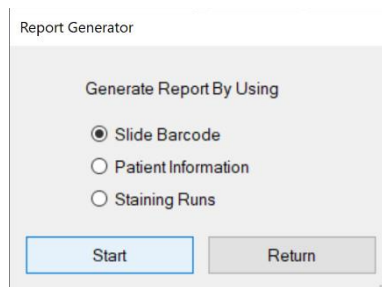 Report Generator
Generate Report By Using
Slide Barcode
Patient Information
Staining Runs
Start Return